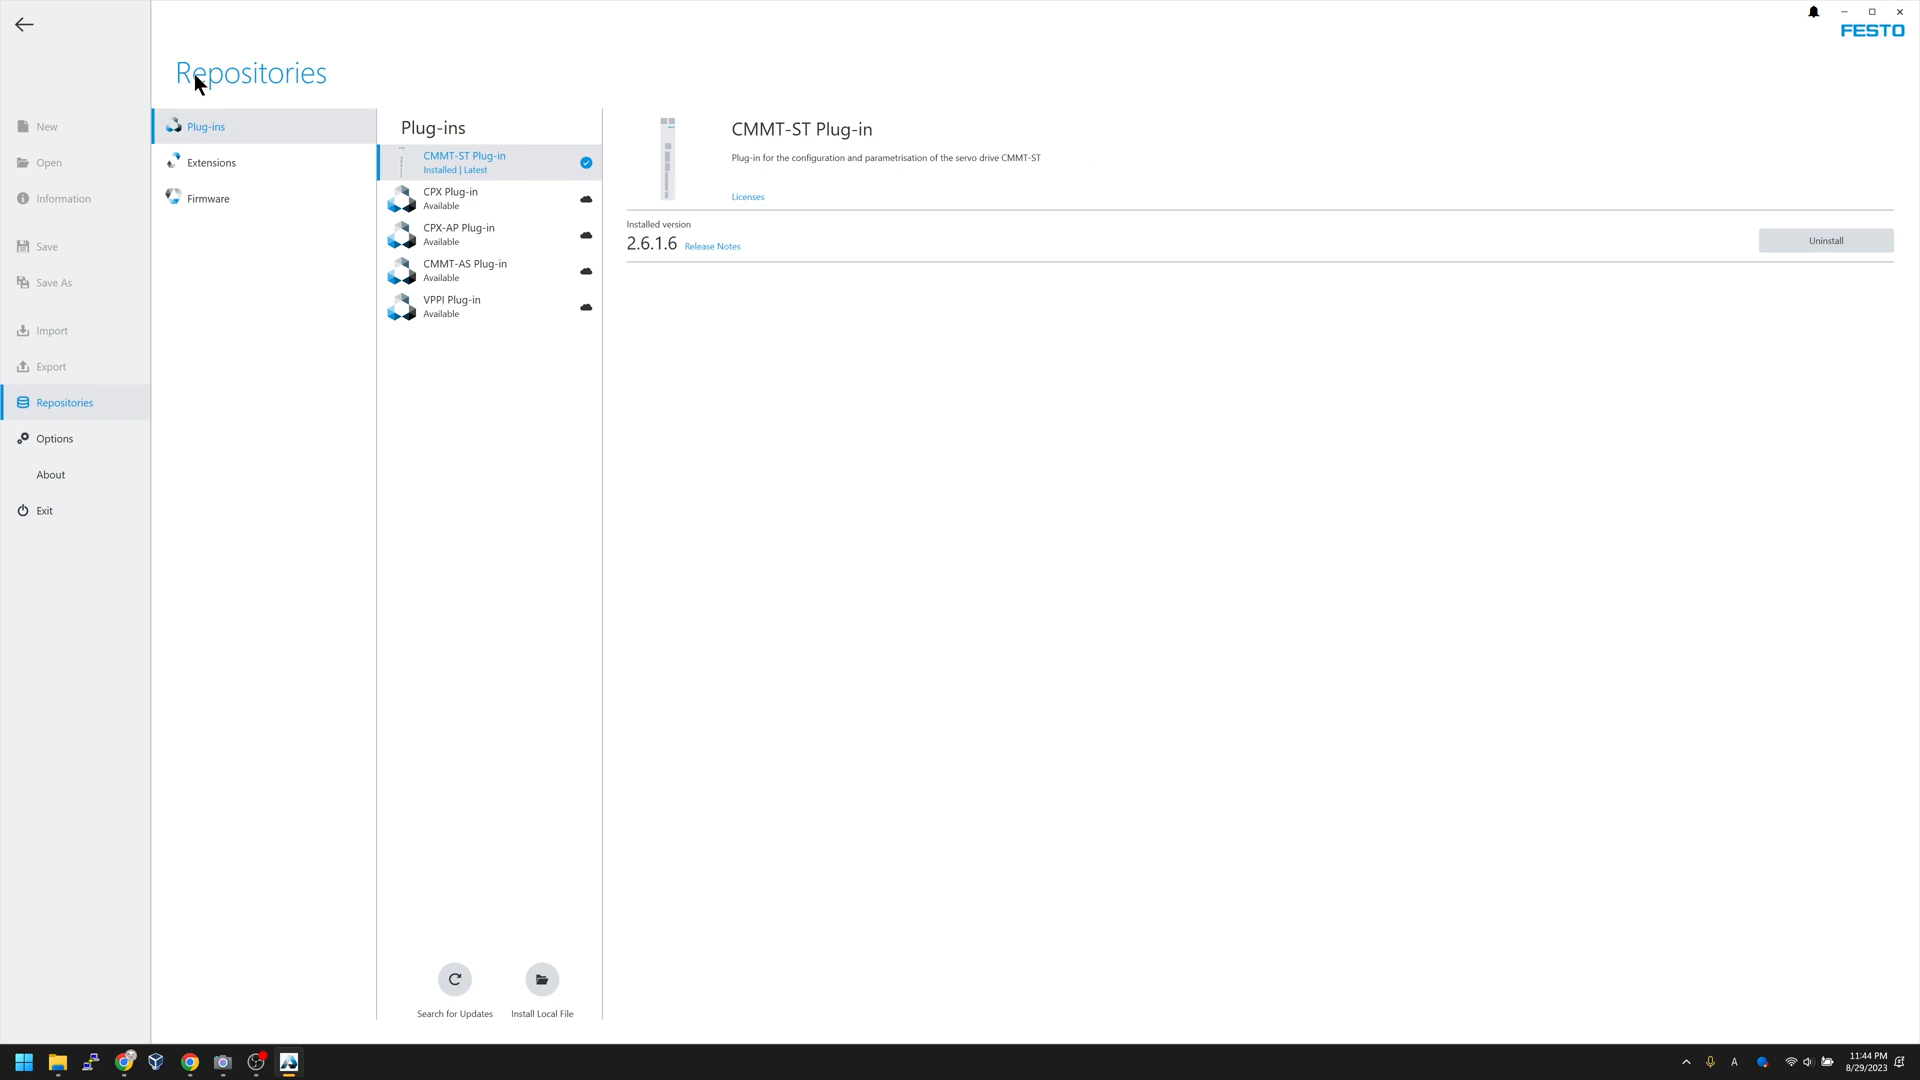 FESTO
Repositories
New
Open
Information
Save
Save As
Import
Export
Repositories
Options
About
Exit
Plug-ins
Extensions
Firmware
Plug-ins
CMMT-ST Plug-in
Installed | Latest
CPX Plug-in
Available
CPX-AP Plug-in
Available
CMMT-AS Plug-in
Available
VPPI Plug-in
Available
Search for Updates
Install Local File
CMMT-ST Plug-in
Plug-in for the configuration and parametrisation of the servo drive CMMT-ST
Licenses
Installed version
2.6.1.6 Release Notes
Uninstall
A
11:44 PM
8/29/2023